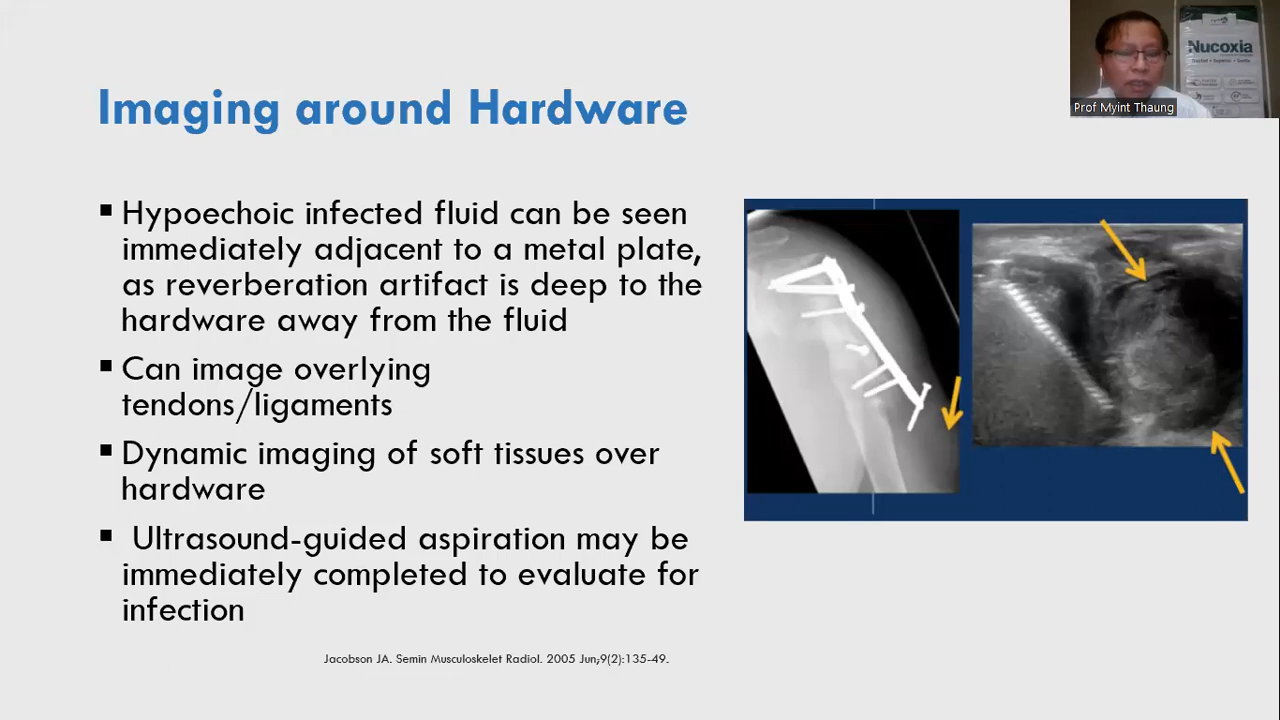 Nucoxia
Prof Myint Thaung
Imaging around Hardware
▪ Hypoechoic infected fluid can be seen
immediately adjacent to a metal plate,
as reverberation artifact is deep to the
hardware away from the fluid
▪ Can image overlying
tendons/ligaments
▪ Dynamic imaging of soft tissues over
hardware
▪ Ultrasound-guided aspiration may be
immediately completed to evaluate for
infection
Jacobson JA. Semin Musculoskelet Radiol. 2005 Jun;9(2):135-49.